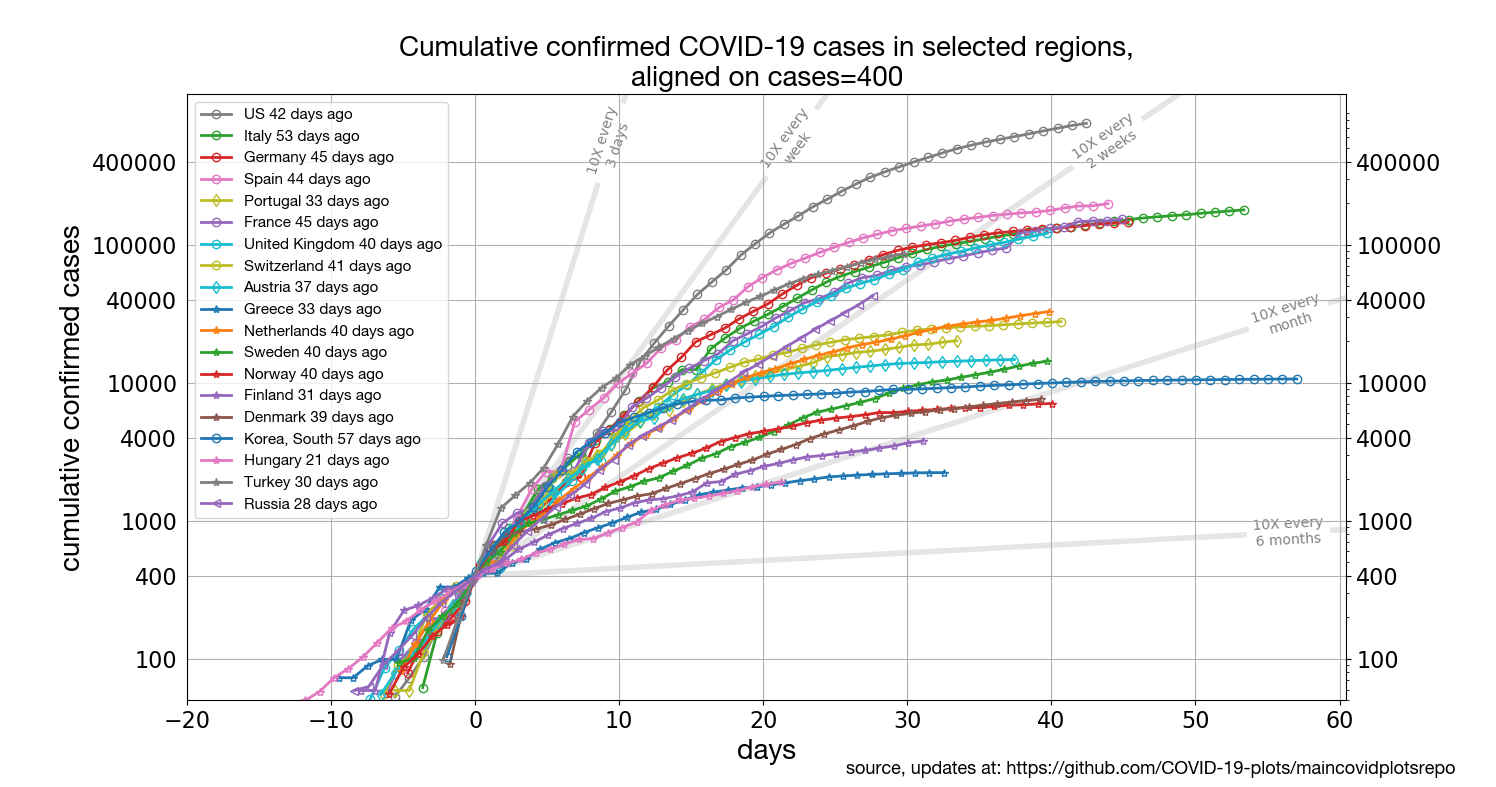 Cumulative confirmed COVID-19 cases in selected regions,
aligned on cases=400
US 42 days ago
Italy 53 days ago
Germany 45 days ago
Spain 44 days ago
Portugal 33 days ago
France 45 days ago
United Kingdom 40 days ago
Switzerland 41 days ago
Austria 37 days ago
Greece 33 days ago
Netherlands 40 days ago
Sweden 40 days ago
Norway 40 days ago
Finland 31 days ago
Denmark 39 days ago
Korea, South 57 days ago
Hungary 21 days ago
Turkey 30 days ago
Russia 28 days ago
10X every
3 days
10X every
week
10X every
2 weeks
10X every
month
10X every
6 months
cumulative confirmed cases
400000
100000
40000
10000
4000
1000
400
100
400000
100000
40000
10000
4000
1000
400
100
−20
−10
0
10
20
30
40
50
60
days
source, updates at: https://github.com/COVID-19-plots/maincovidplotsrepo